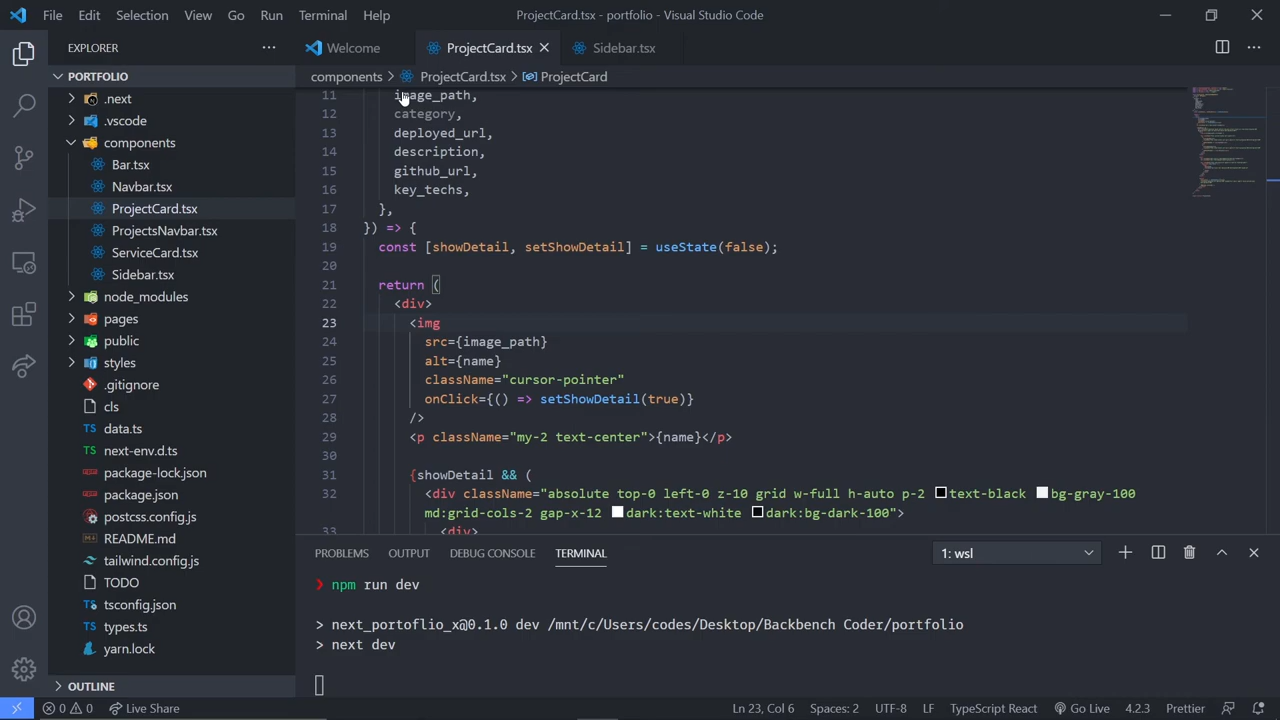 File Edit Selection View Go Run Terminal Help ProjectCard.tsx - portfolio - Visual Studio Code
EXPLORER
PORTFOLIO
.next
.vscode
components
Bar.tsx
Navbar.tsx
ProjectCard.tsx
ProjectsNavbar.tsx
ServiceCard.tsx
Sidebar.tsx
node_modules
pages
public
styles
.gitignore
cls
data.ts
next-env.d.ts
package-lock.json
package.json
postcss.config.js
README.md
tailwind.config.js
TODO
tsconfig.json
types.ts
yarn.lock
OUTLINE
Welcome ProjectCard.tsx Sidebar.tsx
components > ProjectCard.tsx > ProjectCard
11 image_path,
12 category,
13 deployed_url,
14 description,
15 github_url,
16 key_techs,
17 },
18 }) => {
19 const [showDetail, setShowDetail] = useState(false);
20
21 return (
22 <div>
23 <img
24 src={image_path}
25 alt={name}
26 className="cursor-pointer"
27 onClick={() => setShowDetail(true)}
28 />
29 <p className="my-2 text-center">{name}</p>
30
31 {showDetail && (
32 <div className="absolute top-0 left-0 z-10 grid w-full h-auto p-2 text-black bg-gray-100
md:grid-cols-2 gap-x-12 dark:text-white dark:bg-dark-100">
33 <div>
PROBLEMS OUTPUT DEBUG CONSOLE TERMINAL 1: wsl
❯ npm run dev
> next_portoflio_x@0.1.0 dev /mnt/c/Users/codes/Desktop/Backbench Coder/portfolio
> next dev
0 0 Live Share Ln 23, Col 6 Spaces: 2 UTF-8 LF TypeScript React Go Live 4.2.3 Prettier